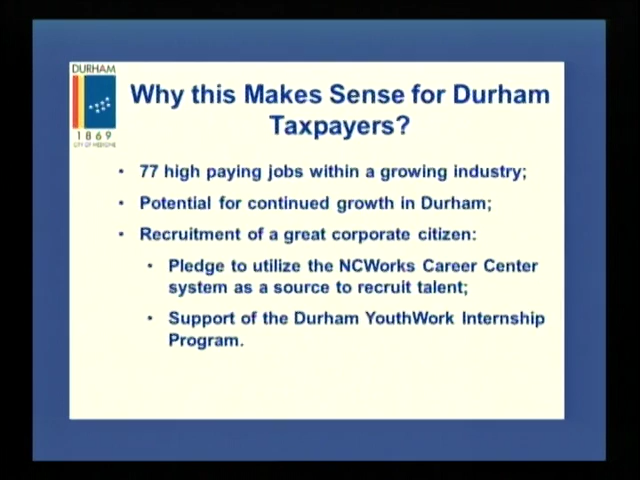 DURHAM
1869
CITY OF MEDICINE
Why this Makes Sense for Durham
Taxpayers?
• 77 high paying jobs within a growing industry;
• Potential for continued growth in Durham;
• Recruitment of a great corporate citizen:
• Pledge to utilize the NCWorks Career Center
system as a source to recruit talent;
• Support of the Durham YouthWork Internship
Program.